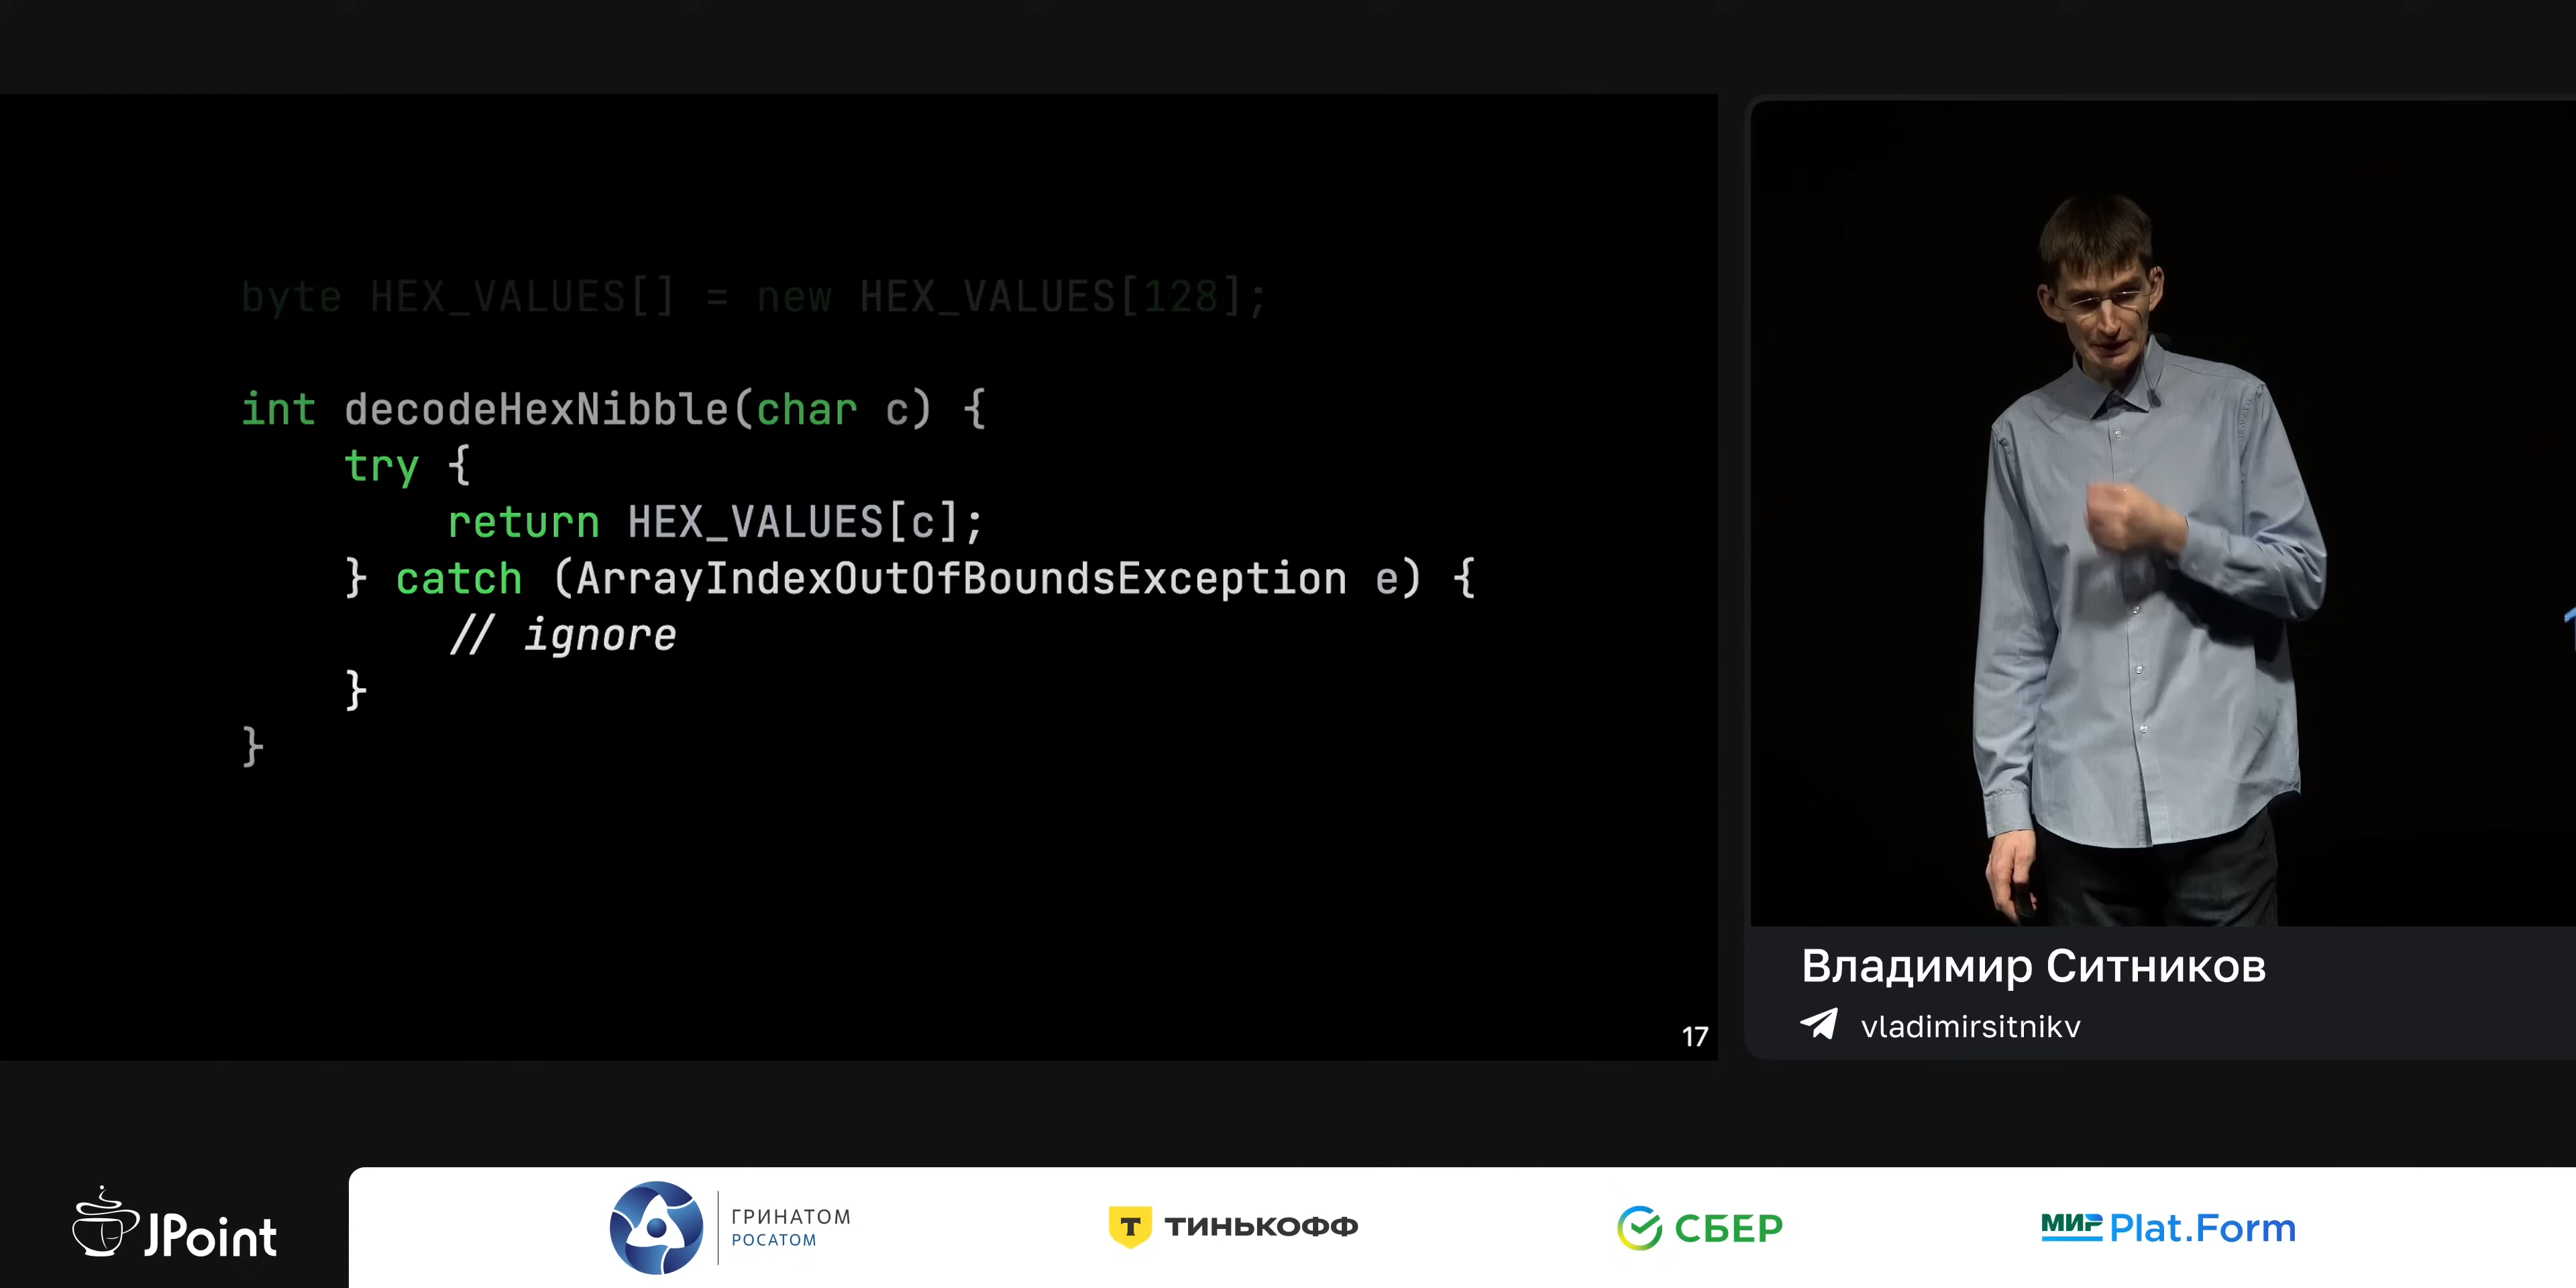 byte HEX_VALUES[] = new HEX_VALUES[128];
int decodeHexNibble(char c) {
try {
return HEX_VALUES[c];
} catch (ArrayIndexOutOfBoundsException e) {
// ignore
}
}
17
Владимир Ситников
vladimirsitnikv
JPoint
ГРИНАТОМ
РОСАТОМ
Т ТИНЬКОФФ
СБЕР
МИР Plat.Form